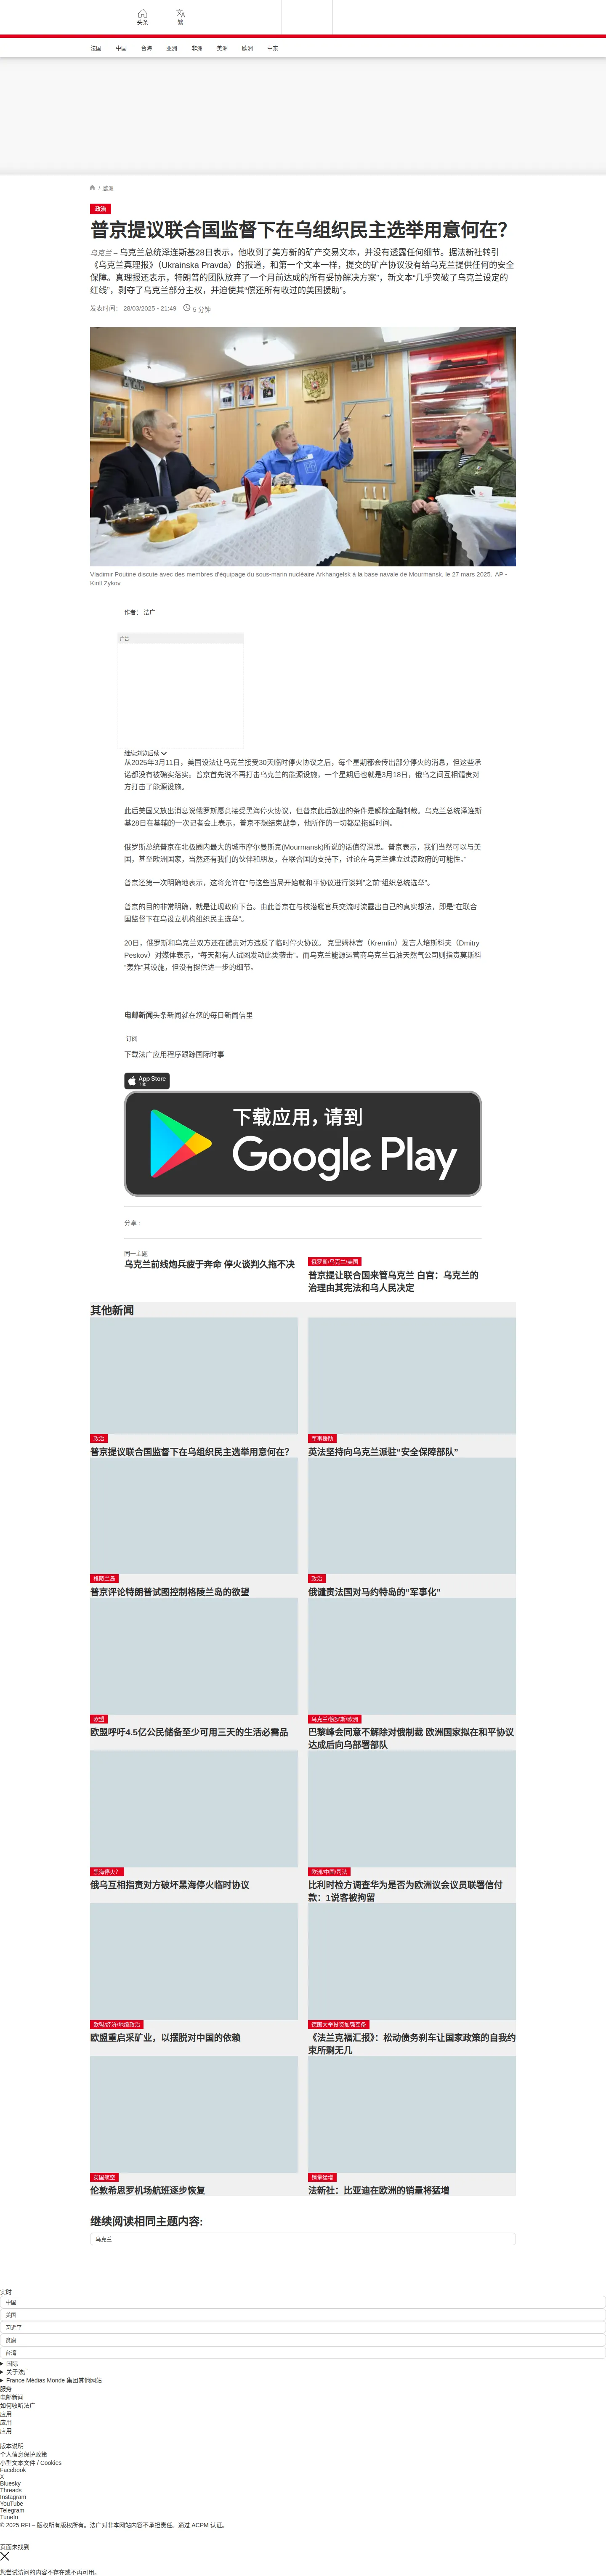 头条
繁
法国
中国
台海
亚洲
非洲
美洲
欧洲
中东
/ 欧洲
政治
普京提议联合国监督下在乌组织民主选举用意何在？
乌克兰 – 乌克兰总统泽连斯基28日表示，他收到了美方新的矿产交易文本，并没有透露任何细节。据法新社转引
《乌克兰真理报》（Ukrainska Pravda）的报道，和第一个文本一样，提交的矿产协议没有给乌克兰提供任何的安全
保障。真理报还表示，特朗普的团队放弃了一个月前达成的所有妥协解决方案“，新文本“几乎突破了乌克兰设定的
红线”，剥夺了乌克兰部分主权，并迫使其“偿还所有收过的美国援助”。
发表时间： 28/03/2025 - 21:49
5 分钟
Vladimir Poutine discute avec des membres d'équipage du sous-marin nucléaire Arkhangelsk à la base navale de Mourmansk, le 27 mars 2025. AP -
Kirill Zykov
作者： 法广
广告
继续浏览后续
从2025年3月11日，美国设法让乌克兰接受30天临时停火协议之后，每个星期都会传出部分停火的消息，但这些承
诺都没有被确实落实。普京首先说不再打击乌克兰的能源设施，一个星期后也就是3月18日，俄乌之间互相谴责对
方打击了能源设施。
此后美国又放出消息说俄罗斯愿意接受黑海停火协议，但普京此后放出的条件是解除金融制裁。乌克兰总统泽连斯
基28日在基辅的一次记者会上表示，普京不想结束战争，他所作的一切都是拖延时间。
俄罗斯总统普京在北极圈内最大的城市摩尔曼斯克(Mourmansk)所说的话值得深思。普京表示，我们当然可以与美
国，甚至欧洲国家，当然还有我们的伙伴和朋友，在联合国的支持下，讨论在乌克兰建立过渡政府的可能性。”
普京还第一次明确地表示，这将允许在“与这些当局开始就和平协议进行谈判”之前“组织总统选举”。
普京的目的非常明确，就是让现政府下台。由此普京在与核潜艇官兵交流时流露出自己的真实想法，即是“在联合
国监督下在乌设立机构组织民主选举”。
20日，俄罗斯和乌克兰双方还在谴责对方违反了临时停火协议。 克里姆林宫（Kremlin）发言人培斯科夫（Dmitry
Peskov）对媒体表示，“每天都有人试图发动此类袭击”。而乌克兰能源运营商乌克兰石油天然气公司则指责莫斯科
“轰炸”其设施，但没有提供进一步的细节。
电邮新闻头条新闻就在您的每日新闻信里
订阅
下载法广应用程序跟踪国际时事
App Store
下载
下载应用，请到
Google Play
分享 :
同一主题
乌克兰前线炮兵疲于奔命 停火谈判久拖不决
俄罗斯/乌克兰/美国
普京提让联合国来管乌克兰 白宫：乌克兰的
治理由其宪法和乌人民决定
其他新闻
政治
普京提议联合国监督下在乌组织民主选举用意何在？
军事援助
英法坚持向乌克兰派驻“安全保障部队”
格陵兰岛
普京评论特朗普试图控制格陵兰岛的欲望
政治
俄谴责法国对马约特岛的“军事化”
欧盟
欧盟呼吁4.5亿公民储备至少可用三天的生活必需品
乌克兰/俄罗斯/欧洲
巴黎峰会同意不解除对俄制裁 欧洲国家拟在和平协议
达成后向乌部署部队
黑海停火？
俄乌互相指责对方破坏黑海停火临时协议
欧洲/中国/司法
比利时检方调查华为是否为欧洲议会议员联署信付
款：1说客被拘留
欧盟/经济/地缘政治
欧盟重启采矿业，以摆脱对中国的依赖
德国大举投资加强军备
《法兰克福汇报》：松动债务刹车让国家政策的自我约
束所剩无几
英国航空
伦敦希思罗机场航班逐步恢复
销量猛增
法新社：比亚迪在欧洲的销量将猛增
继续阅读相同主题内容:
乌克兰
实时
中国
美国
习近平
贪腐
台湾
国际
关于法广
France Médias Monde 集团其他网站
服务
电邮新闻
如何收听法广
应用
应用
应用
版本说明
个人信息保护政策
小型文本文件 / Cookies
Facebook
X
Bluesky
Threads
Instagram
YouTube
Telegram
TuneIn
© 2025 RFI – 版权所有版权所有。法广对非本网站内容不承担责任。通过 ACPM 认证。
页面未找到
您尝试访问的内容不存在或不再可用。